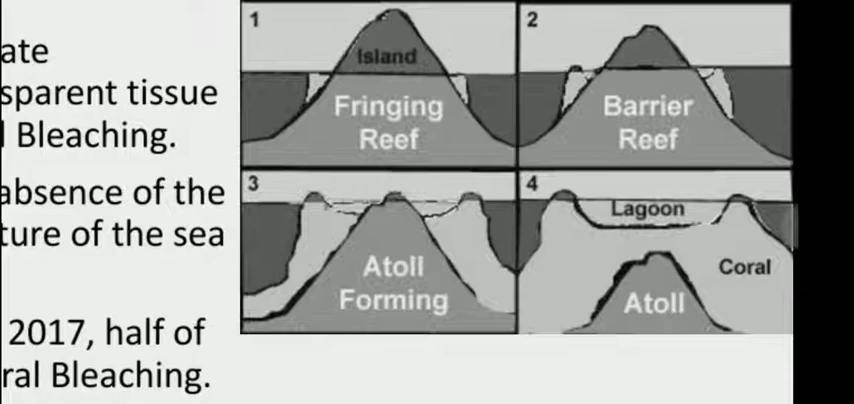 ate
sparent tissue
l Bleaching.
absence of the
ture of the sea
2017, half of
ral Bleaching.
1
Island
Fringing
Reef
2
Barrier
Reef
3
Atoll
Forming
4
Lagoon
Coral
Atoll